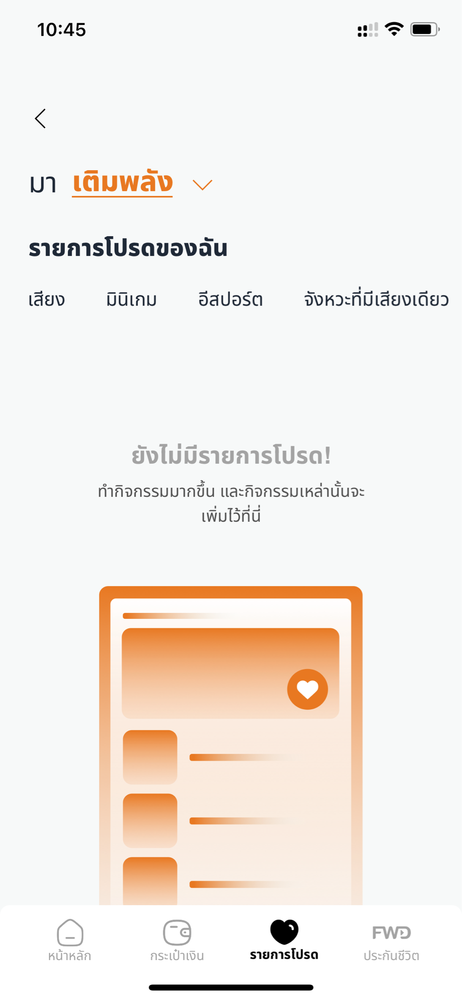 10:45
มา เติมพลัง
รายการโปรดของฉัน
เสียง มินิเกม อีสปอร์ต จังหวะที่มีเสียงเดียว
ยังไม่มีรายการโปรด!
ทำกิจกรรมมากขึ้น และกิจกรรมเหล่านั้นจะ
เพิ่มไว้ที่นี่
FWD
หน้าหลัก กระเป๋าเงิน รายการโปรด ประกันชีวิต